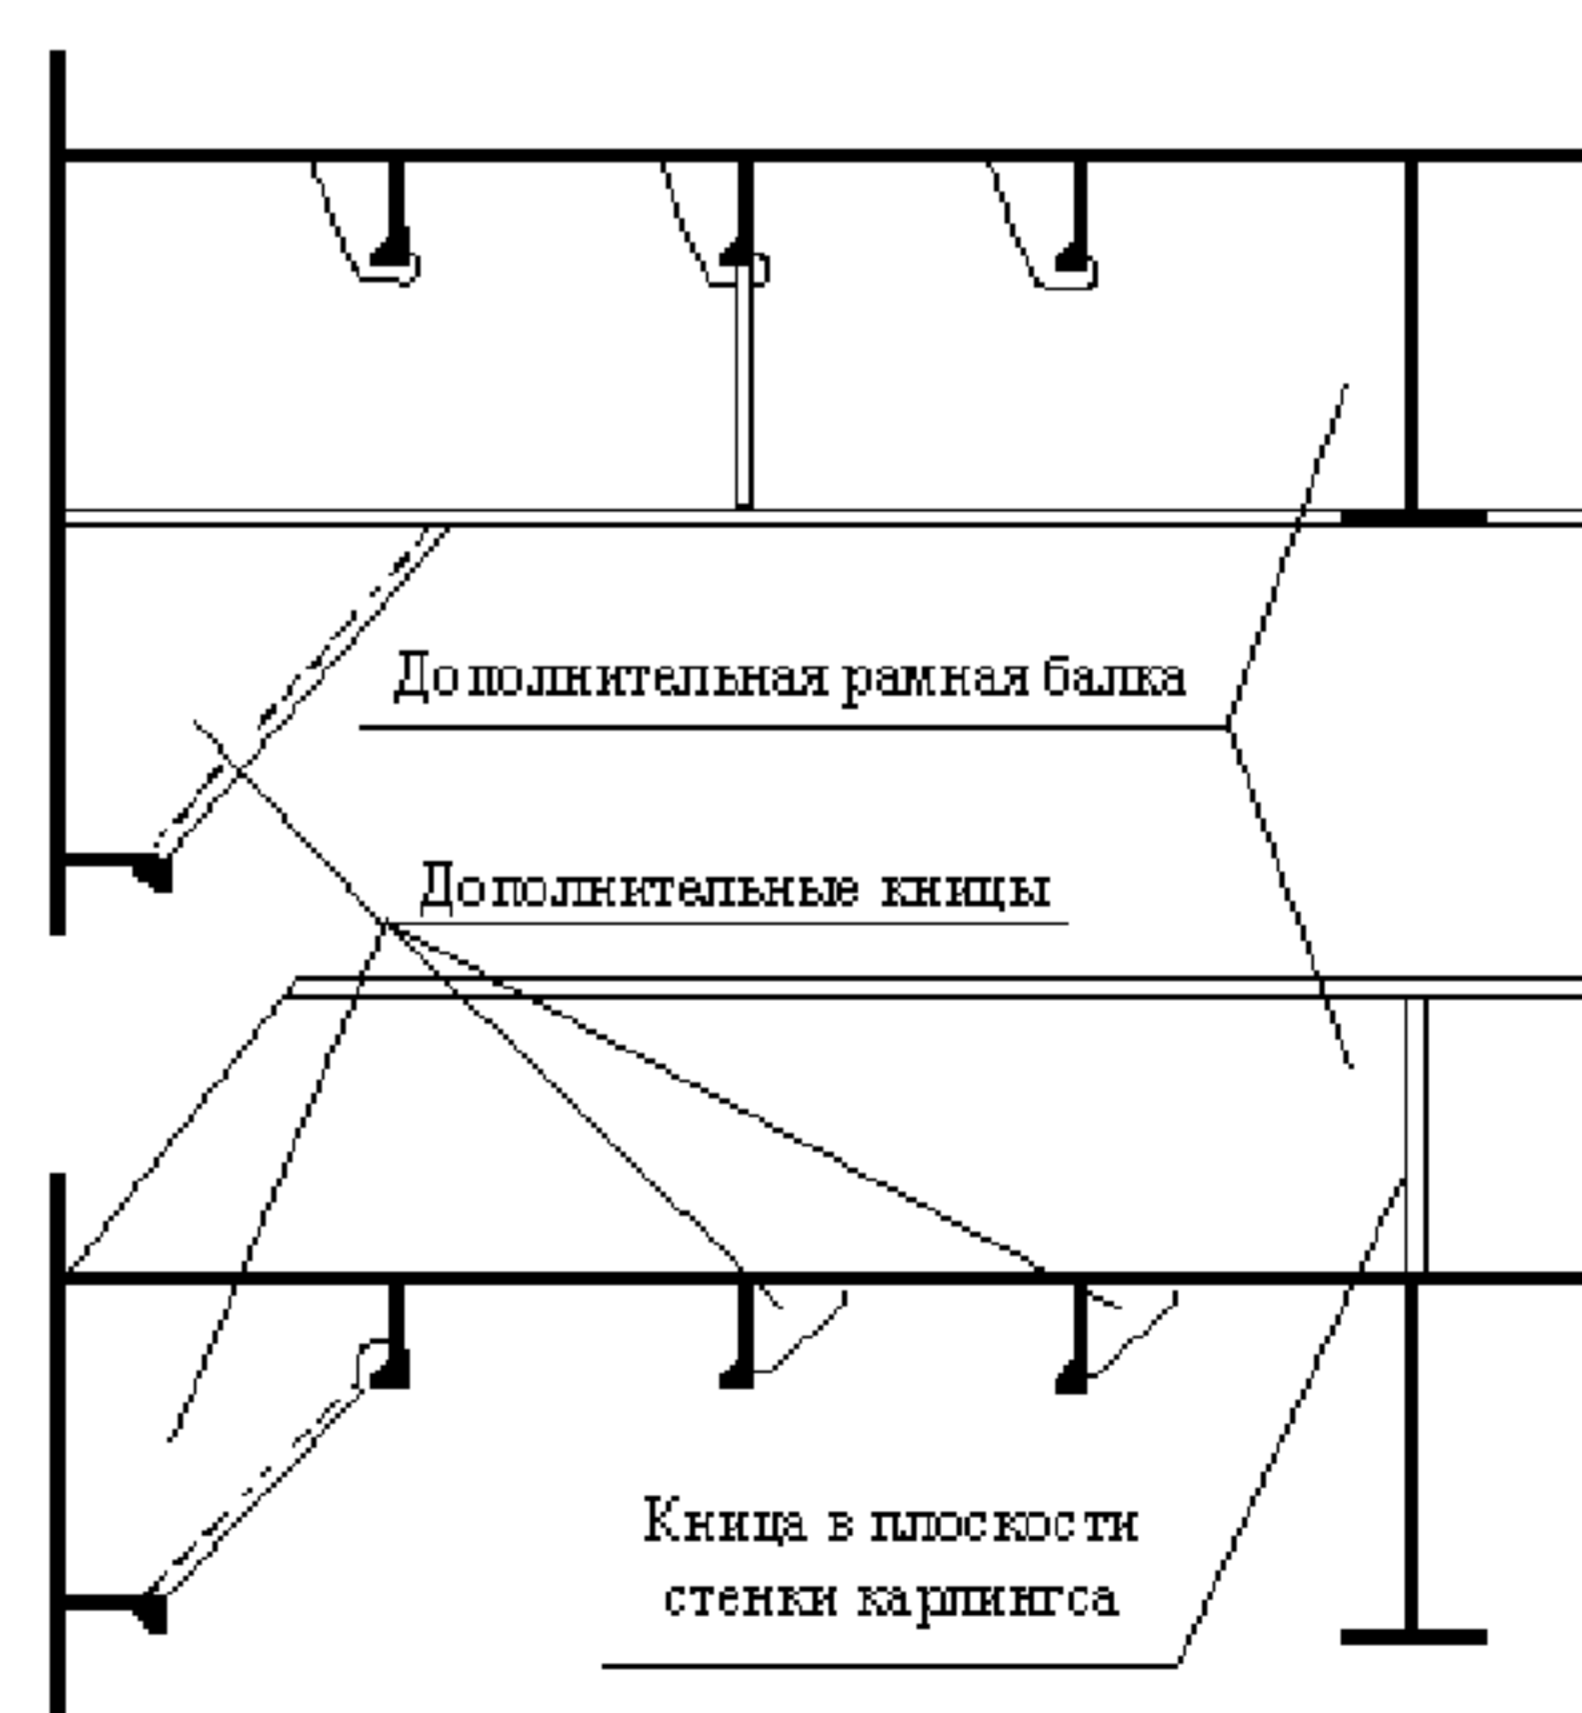 Дополнительная рамная балка
Дополнительные кницы
Кница в плоскости
стенки карлингса